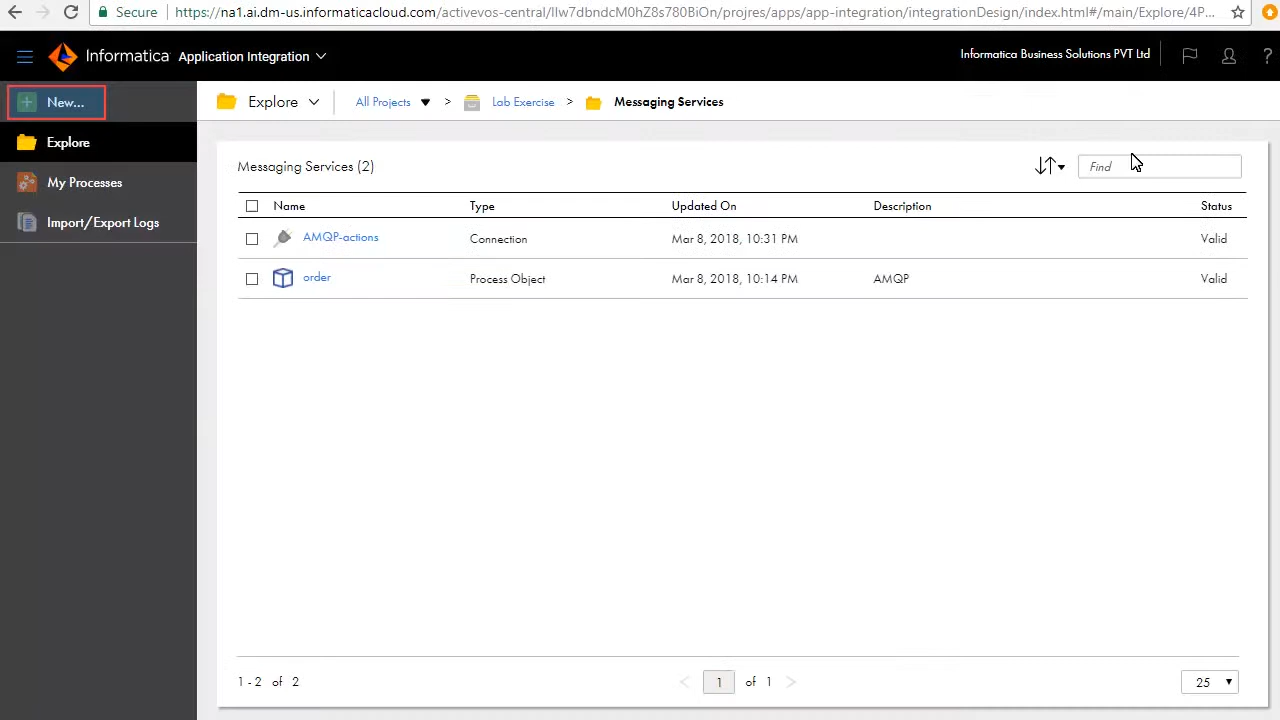 Secure https://na1.ai.dm-us.informaticacloud.com/activevos-central/llw7dbndcM0hZ8s780BiOn/projres/apps/app-integration/integrationDesign/index.html#/main/Explore/4P...
Informatica Application Integration Informatica Business Solutions PVT Ltd ?
New... Explore All Projects > Lab Exercise > Messaging Services
Explore
My Processes
Import/Export Logs
Messaging Services (2) Find
Name Type Updated On Description Status
AMQP-actions Connection Mar 8, 2018, 10:31 PM Valid
order Process Object Mar 8, 2018, 10:14 PM AMQP Valid
1 - 2 of 2 < 1 of 1 > 25